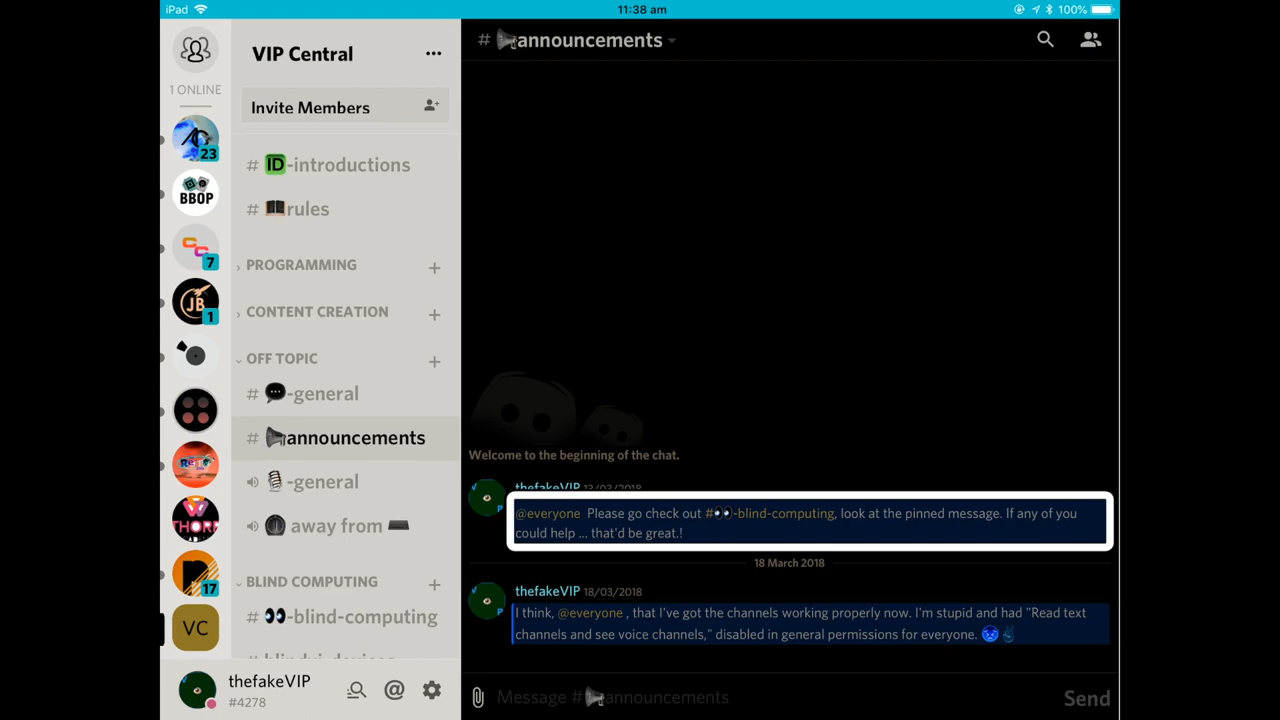 iPad
11:38 am
100%
1 ONLINE
23
BBOP
7
JB
1
THORP
17
VC
VIP Central
Invite Members
# ID-introductions
# rules
PROGRAMMING +
CONTENT CREATION +
OFF TOPIC +
# -general
# announcements
-general
away from
BLIND COMPUTING +
# -blind-computing
thefakeVIP
#4278
# announcements
Welcome to the beginning of the chat.
thefakeVIP 13/03/2018
@everyone Please go check out #👀-blind-computing, look at the pinned message. If any of you
could help ... that'd be great.!
18 March 2018
thefakeVIP 18/03/2018
I think, @everyone , that I've got the channels working properly now. I'm stupid and had "Read text
channels and see voice channels," disabled in general permissions for everyone.
Message # announcements
Send